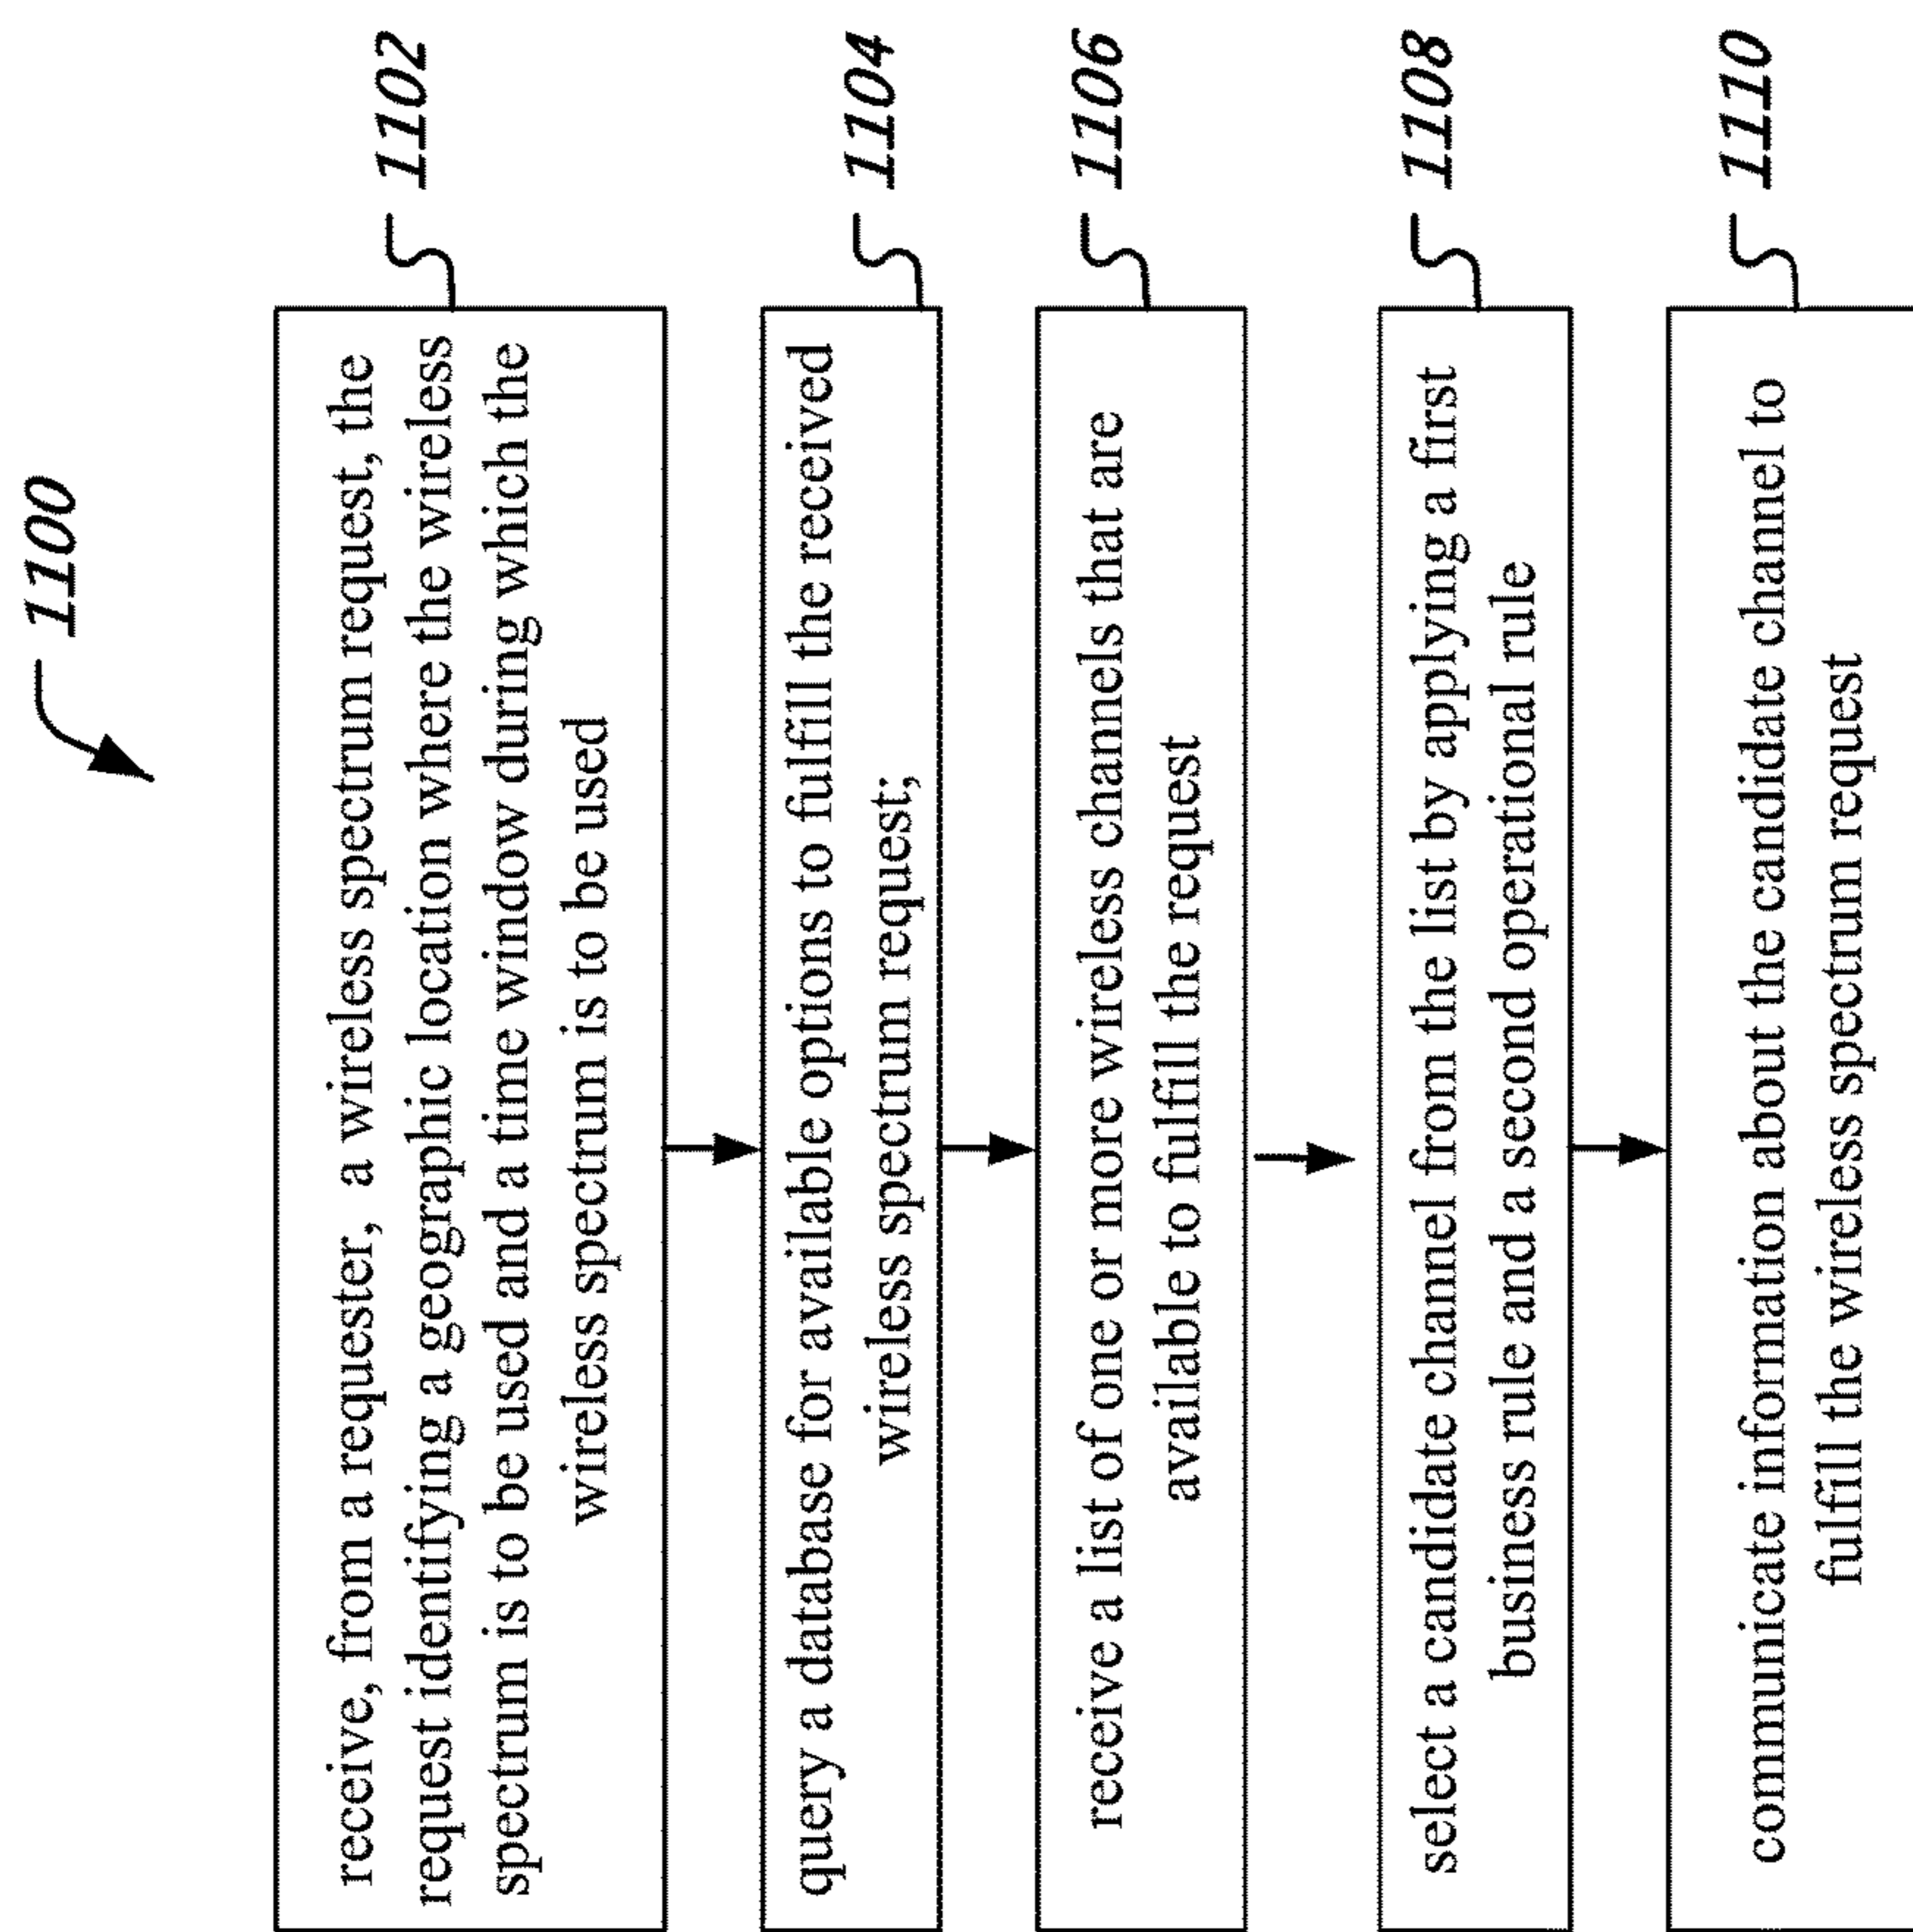 1100
receive, from a requester, a wireless spectrum request, the
request identifying a geographic location where the wireless
spectrum is to be used and a time window during which the
wireless spectrum is to be used
1102
query a database for available options to fulfill the received
wireless spectrum request;
1104
receive a list of one or more wireless channels that are
available to fulfill the request
1106
select a candidate channel from the list by applying a first
business rule and a second operational rule
1108
communicate information about the candidate channel to
fulfill the wireless spectrum request
1110